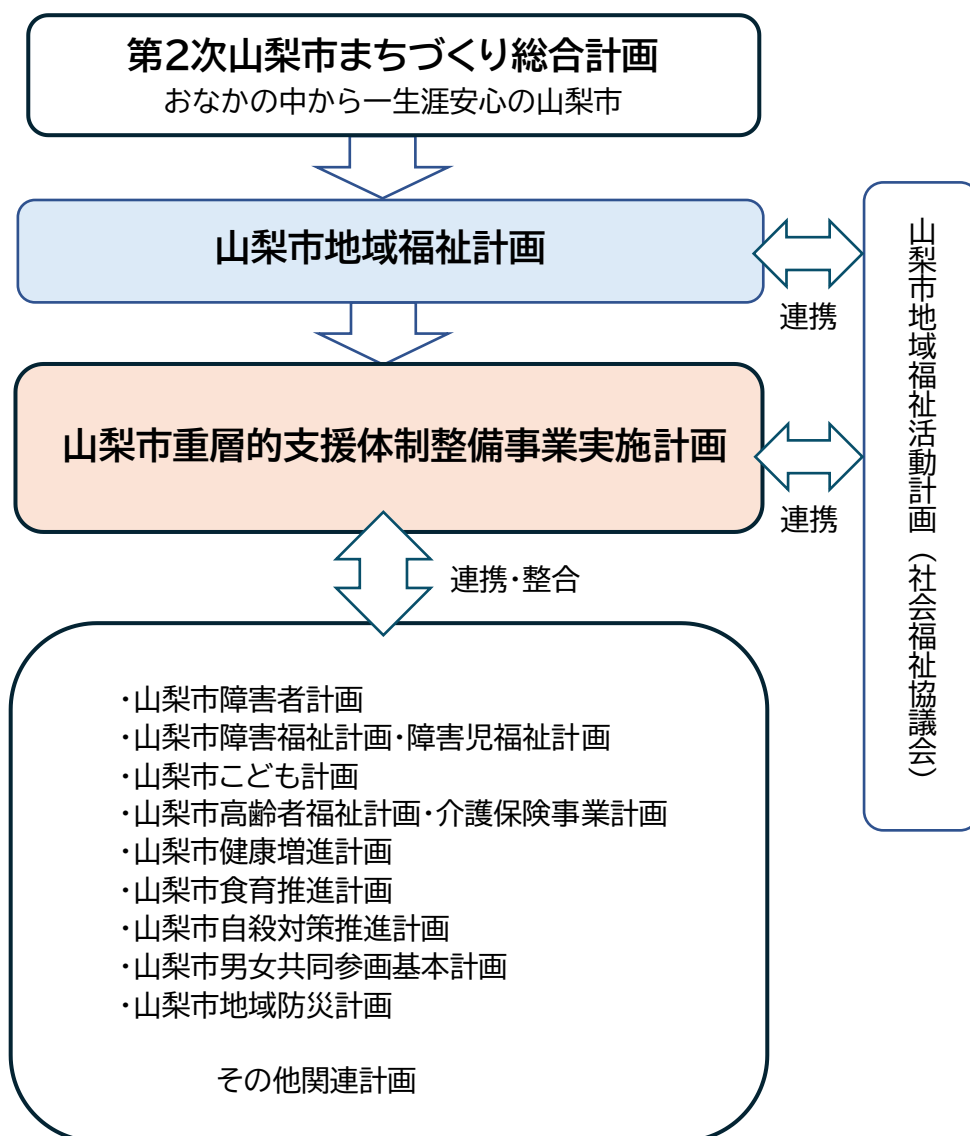 第2次山梨市まちづくり総合計画
おなかの中から一生涯安心の山梨市
山梨市地域福祉計画
連携
山梨市重層的支援体制整備事業実施計画
連携
山梨市地域福祉活動計画（社会福祉協議会）
連携・整合
・山梨市障害者計画
・山梨市障害福祉計画・障害児福祉計画
・山梨市こども計画
・山梨市高齢者福祉計画・介護保険事業計画
・山梨市健康増進計画
・山梨市食育推進計画
・山梨市自殺対策推進計画
・山梨市男女共同参画基本計画
・山梨市地域防災計画
その他関連計画